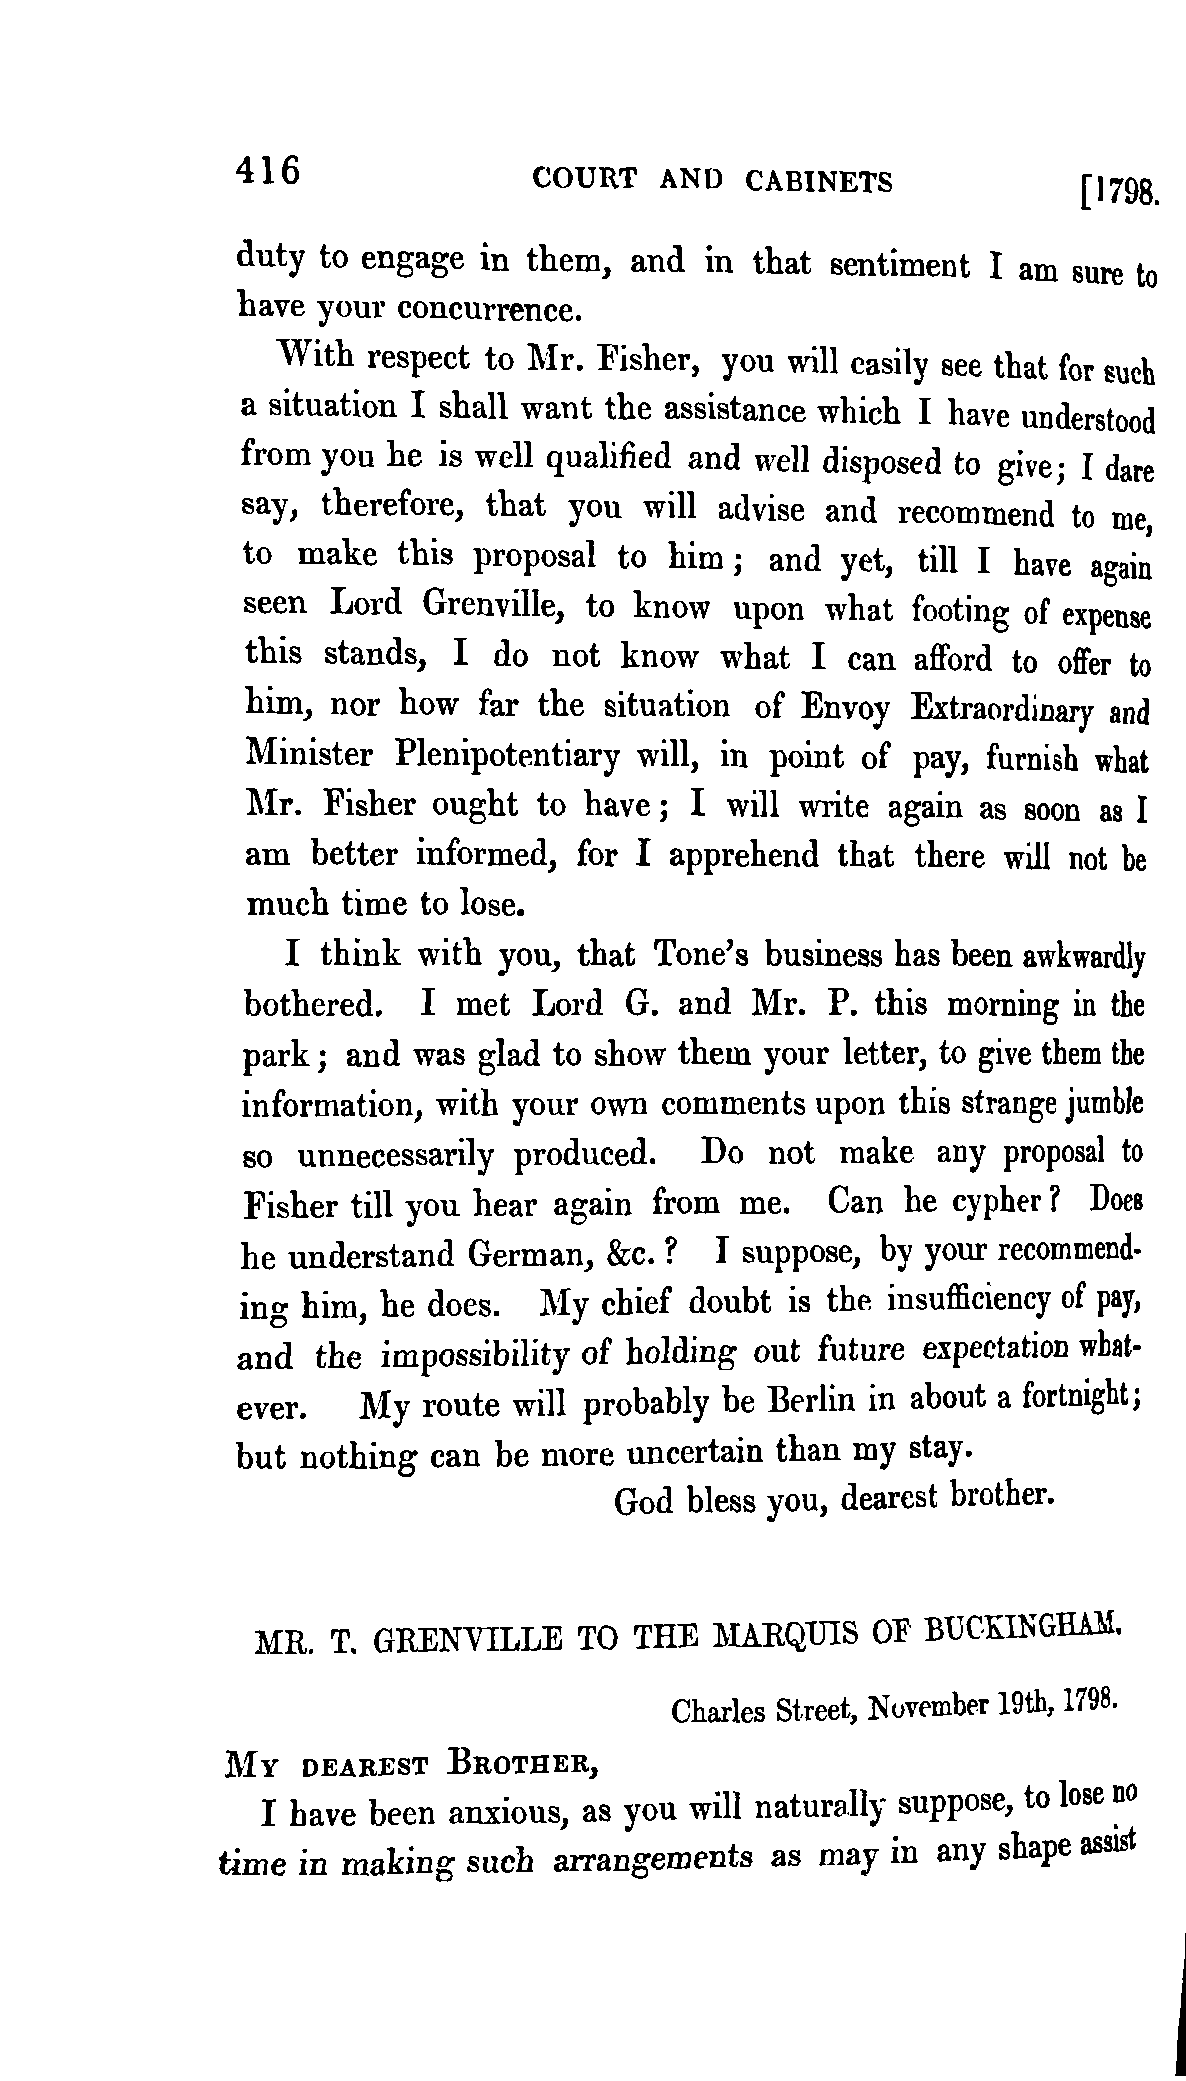 416 COURT AND CABINETS [1798.
duty to engage in them, and in that sentiment I am sure to
have your concurrence.
With respect to Mr. Fisher, you will easily see that for such
a situation I shall want the assistance which I have understood
from you he is well qualified and well disposed to give; I dare
say, therefore, that you will advise and recommend to me,
to make this proposal to him; and yet, till I have again
seen Lord Grenville, to know upon what footing of expense
this stands, I do not know what I can afford to offer to
him, nor how far the situation of Envoy Extraordinary and
Minister Plenipotentiary will, in point of pay, furnish what
Mr. Fisher ought to have; I will write again as soon as I
am better informed, for I apprehend that there will not be
much time to lose.
I think with you, that Tone's business has been awkwardly
bothered. I met Lord G. and Mr. P. this morning in the
park; and was glad to show them your letter, to give them the
information, with your own comments upon this strange jumble
so unnecessarily produced. Do not make any proposal to
Fisher till you hear again from me. Can he cypher? Does
he understand German, &c.? I suppose, by your recommend-
ing him, he does. My chief doubt is the insufficiency of pay,
and the impossibility of holding out future expectation what-
ever. My route will probably be Berlin in about a fortnight;
but nothing can be more uncertain than my stay.
God bless you, dearest brother.
MR. T. GRENVILLE TO THE MARQUIS OF BUCKINGHAM.
Charles Street, November 19th, 1798.
MY DEAREST BROTHER,
I have been anxious, as you will naturally suppose, to lose no
time in making such arrangements as may in any shape assist